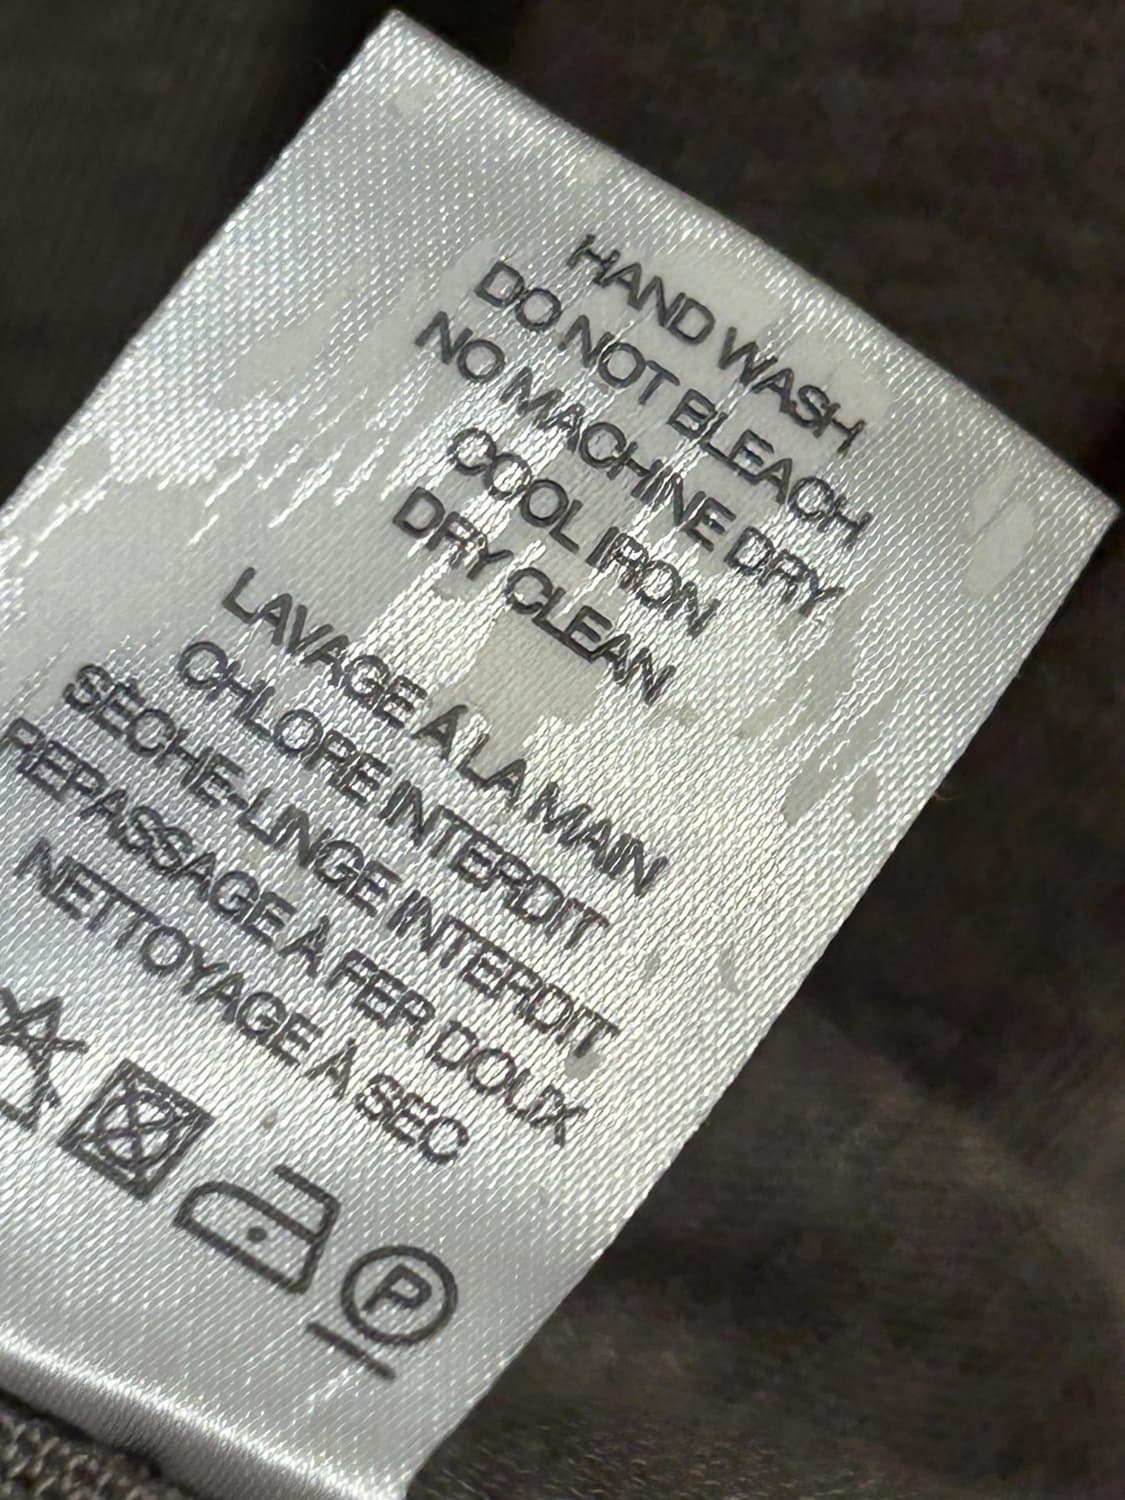 HAND WASH
DO NOT BLEACH
NO MACHINE DRY
COOL IRON
DRY CLEAN
LAVAGE À LA MAIN
CHLORE INTERDIT
SÈCHE-LINGE INTERDIT
REPASSAGE À FER DOUX
NETTOYAGE À SEC
P